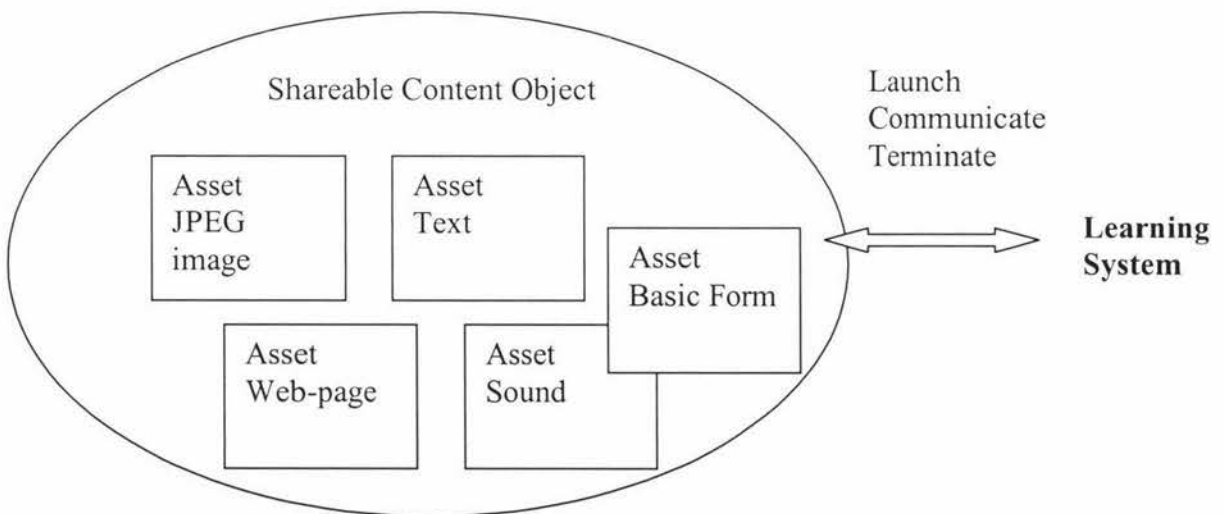 Shareable Content Object
Launch
Communicate
Terminate
Asset
JPEG
image
Asset
Text
Asset
Basic Form
Learning
System
Asset
Web-page
Asset
Sound